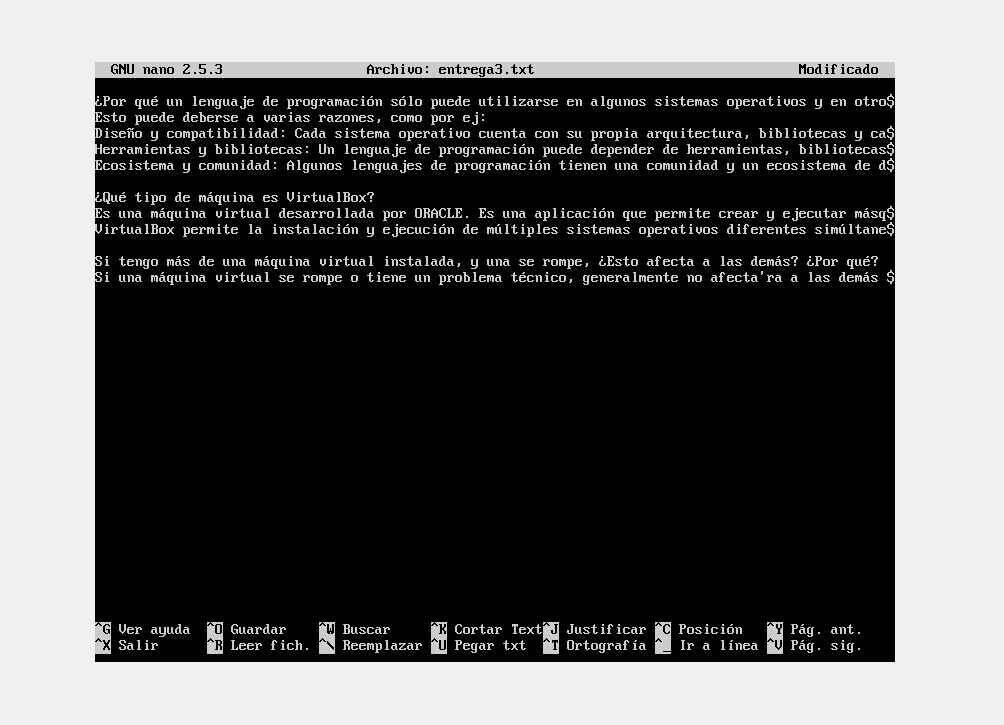 GNU nano 2.5.3 Archivo: entrega3.txt Modificado
¿Por qué un lenguaje de programación sólo puede utilizarse en algunos sistemas operativos y en otro$
Esto puede deberse a varias razones, como por ej:
Diseño y compatibilidad: Cada sistema operativo cuenta con su propia arquitectura, bibliotecas y ca$
Herramientas y bibliotecas: Un lenguaje de programación puede depender de herramientas, bibliotecas$
Ecosistema y comunidad: Algunos lenguajes de programación tienen una comunidad y un ecosistema de d$
¿Qué tipo de máquina es VirtualBox?
Es una máquina virtual desarrollada por ORACLE. Es una aplicación que permite crear y ejecutar másq$
VirtualBox permite la instalación y ejecución de múltiples sistemas operativos diferentes simúltane$
Si tengo más de una máquina virtual instalada, y una se rompe, ¿Esto afecta a las demás? ¿Por qué?
Si una máquina virtual se rompe o tiene un problema técnico, generalmente no afecta'ra a las demás $
^G Ver ayuda ^O Guardar ^W Buscar ^K Cortar Text ^J Justificar ^C Posición ^Y Pág. ant.
^X Salir ^R Leer fich. ^\ Reemplazar ^U Pegar txt ^T Ortografía ^_ Ir a línea ^V Pág. sig.